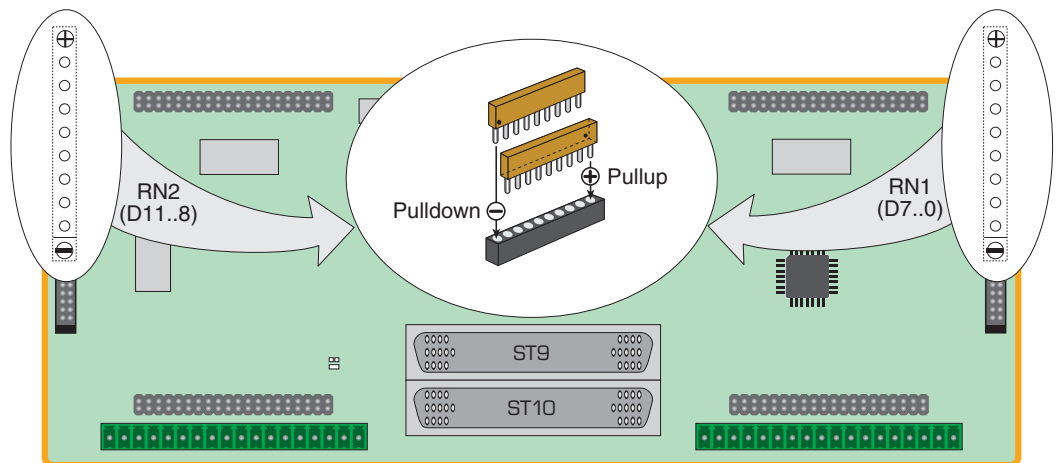 RN2
(D11..8)
Pulldown
Pullup
RN1
(D7..0)
ST9
ST10